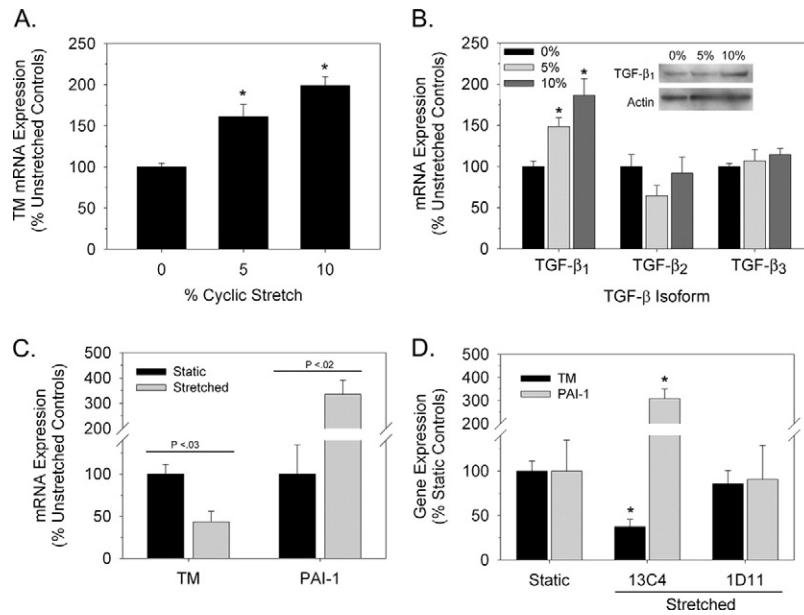 A.
TM mRNA Expression
(% Unstretched Controls)
250
200
150
100
50
0
*
*
0 5 10
% Cyclic Stretch
B.
mRNA Expression
(% Unstretched Controls)
250
200
150
100
50
0
0%
5%
10%
*
*
0% 5% 10%
TGF-β₁
Actin
TGF-β₁ TGF-β₂ TGF-β₃
TGF-β Isoform
C.
mRNA Expression
(% Unstretched Controls)
500
400
300
200
100
50
0
Static
Stretched
P <.03
P <.02
TM PAI-1
D.
Gene Expression
(% Static Controls)
500
400
300
200
100
50
0
TM
PAI-1
*
*
Static 13C4 1D11
Stretched